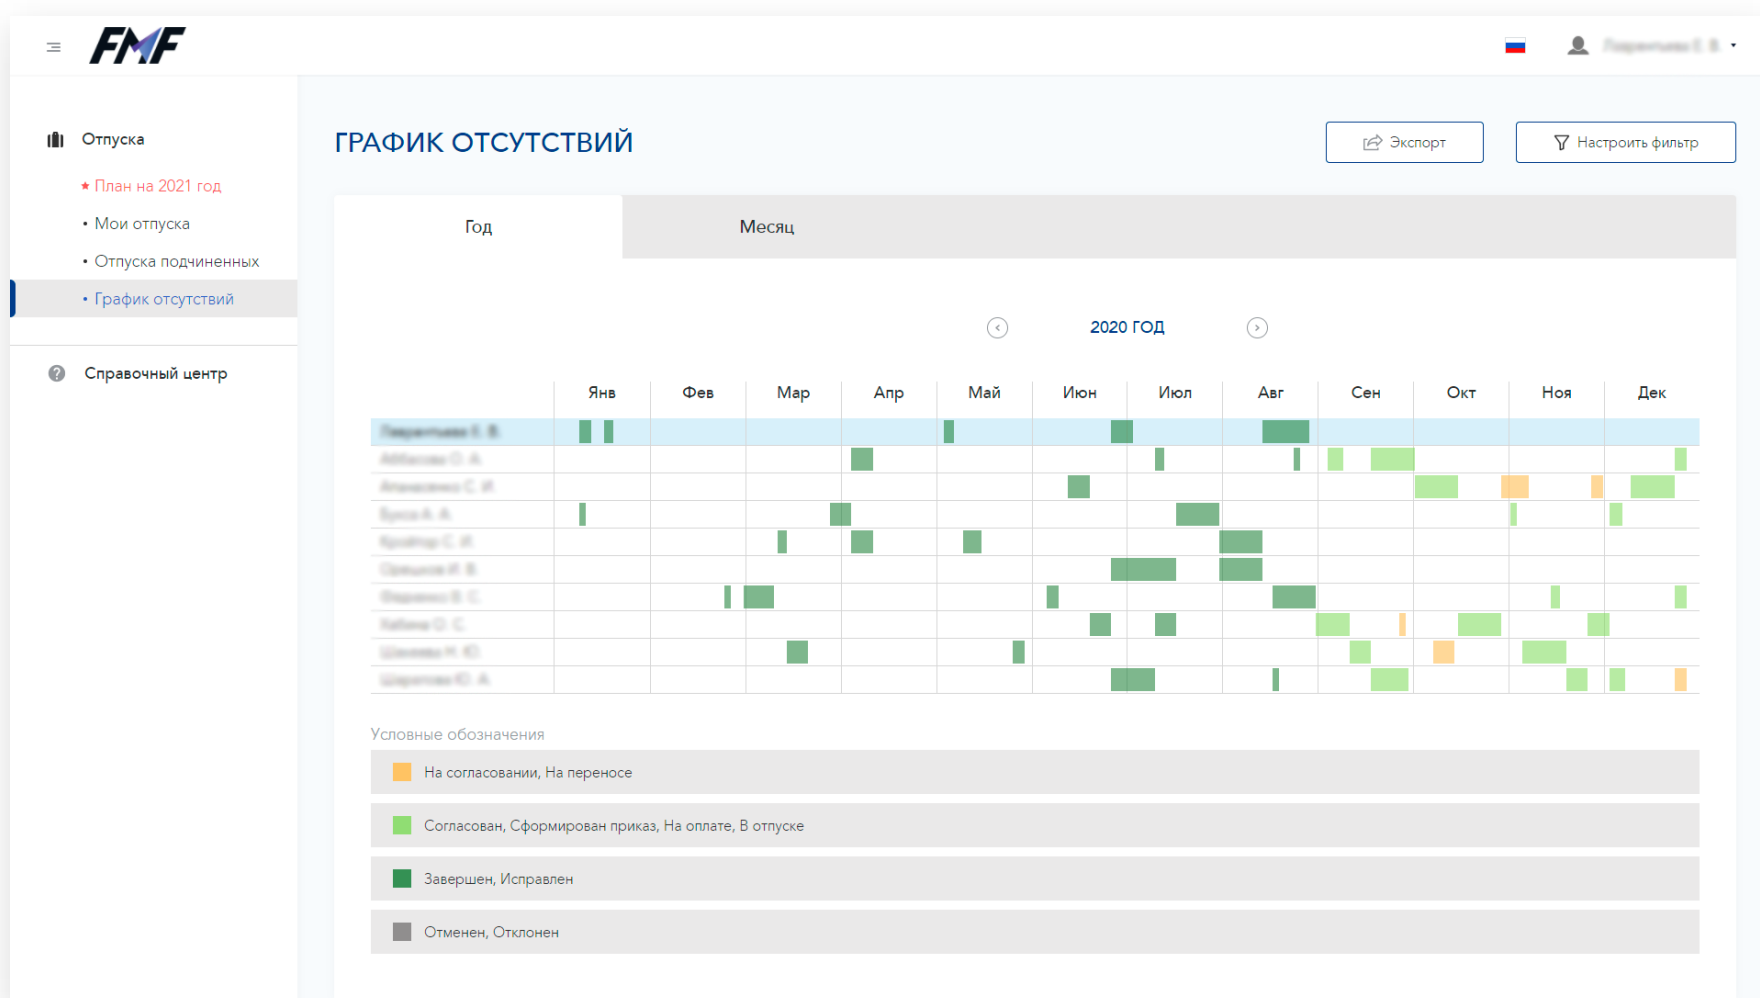 FMF
Отпуска
План на 2021 год
• Мои отпуска
• Отпуска подчиненных
• График отсутствий
Справочный центр
ГРАФИК ОТСУТСТВИЙ
Экспорт
Настроить фильтр
Год Месяц
2020 ГОД
Янв Фев Мар Апр Май Июн Июл Авг Сен Окт Ноя Дек
Условные обозначения
На согласовании, На переносе
Согласован, Сформирован приказ, На оплате, В отпуске
Завершен, Исправлен
Отменен, Отклонен